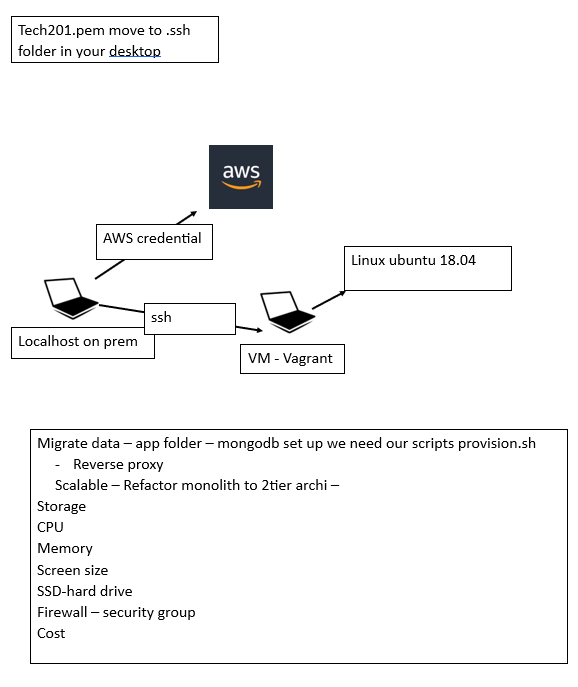 Tech201.pem move to .ssh
folder in your desktop
aws
AWS credential
Linux ubuntu 18.04
ssh
Localhost on prem
VM - Vagrant
Migrate data – app folder – mongodb set up we need our scripts provision.sh
- Reverse proxy
Scalable – Refactor monolith to 2tier archi –
Storage
CPU
Memory
Screen size
SSD-hard drive
Firewall – security group
Cost